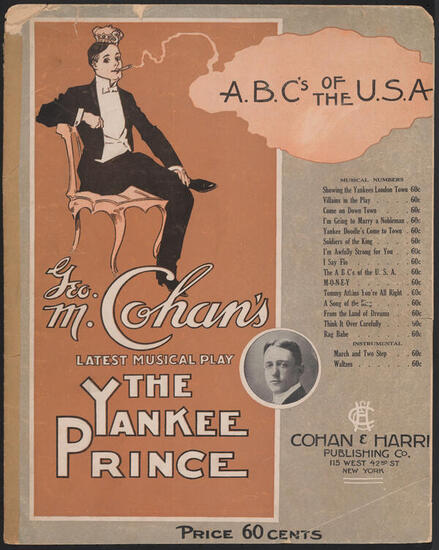 A.B.C's OF THE U.S.A
MUSICAL NUMBERS
Showing the Yankees London Town 60c
Villains in the Play . . . . . 60c
Come on Down Town . . . . 60c
I'm Going to Marry a Nobleman . 60c
Yankee Doodle's Come to Town . 60c
Soldiers of the King . . . . 60c
I'm Awfully Strong for You . . 60c
I Say Flo . . . . . . 60c
The A B C's of the U. S. A. . 60c
M-O-N-E-Y . . . . . 60c
Tommy Atkins You're All Right . 60c
A Song of the . . . . 60c
From the Land of Dreams . . 60c
Think It Over Carefully . . . 60c
Rag Babe . . . . . . 60c
INSTRUMENTAL
March and Two Step . . 60c
Waltzes . . . . . . 60c
Geo.
M. Cohan's
LATEST MUSICAL PLAY
THE
YANKEE
PRINCE
COHAN & HARRI
PUBLISHING CO.
115 WEST 42ND ST
NEW YORK
PRICE 60 CENTS